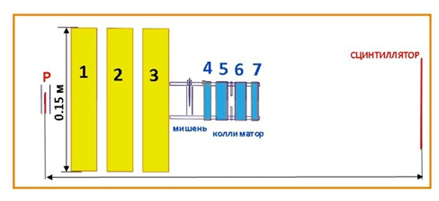 СЦИНТИЛЛЯТОР
4 5 6 7
P
1 2 3
0.15 м
мишень
коллиматор